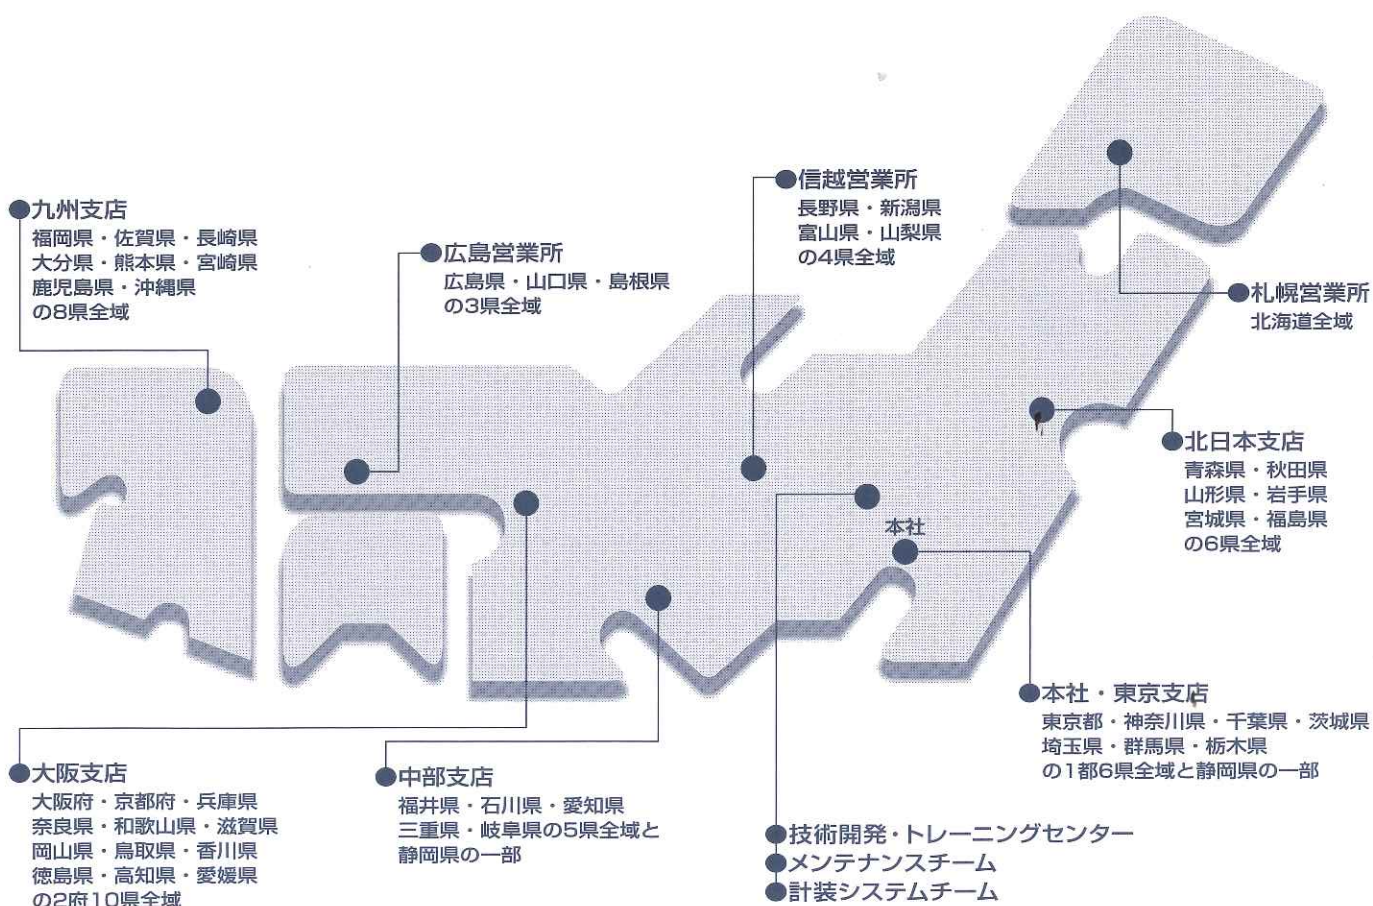 九州支店
福岡県・佐賀県・長崎県
大分県・熊本県・宮崎県
鹿児島県・沖縄県
の8県全域
広島営業所
広島県・山口県・島根県
の3県全域
信越営業所
長野県・新潟県
富山県・山梨県
の4県全域
札幌営業所
北海道全域
北日本支店
青森県・秋田県
山形県・岩手県
宮城県・福島県
の6県全域
本社
本社・東京支店
東京都・神奈川県・千葉県・茨城県
埼玉県・群馬県・栃木県
の1都6県全域と静岡県の一部
大阪支店
大阪府・京都府・兵庫県
奈良県・和歌山県・滋賀県
岡山県・鳥取県・香川県
徳島県・高知県・愛媛県
の2府10県全域
中部支店
福井県・石川県・愛知県
三重県・岐阜県の5県全域と
静岡県の一部
技術開発・トレーニングセンター
メンテナンスチーム
計装システムチーム